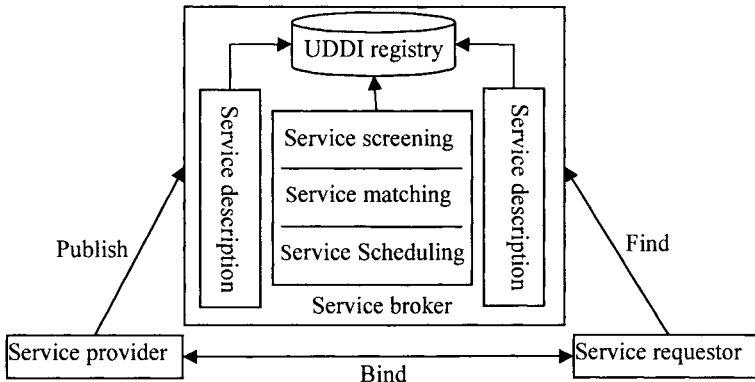 UDDI registry
Service description
Service screening
Service matching
Service Scheduling
Service description
Service broker
Publish
Find
Service provider
Service requestor
Bind